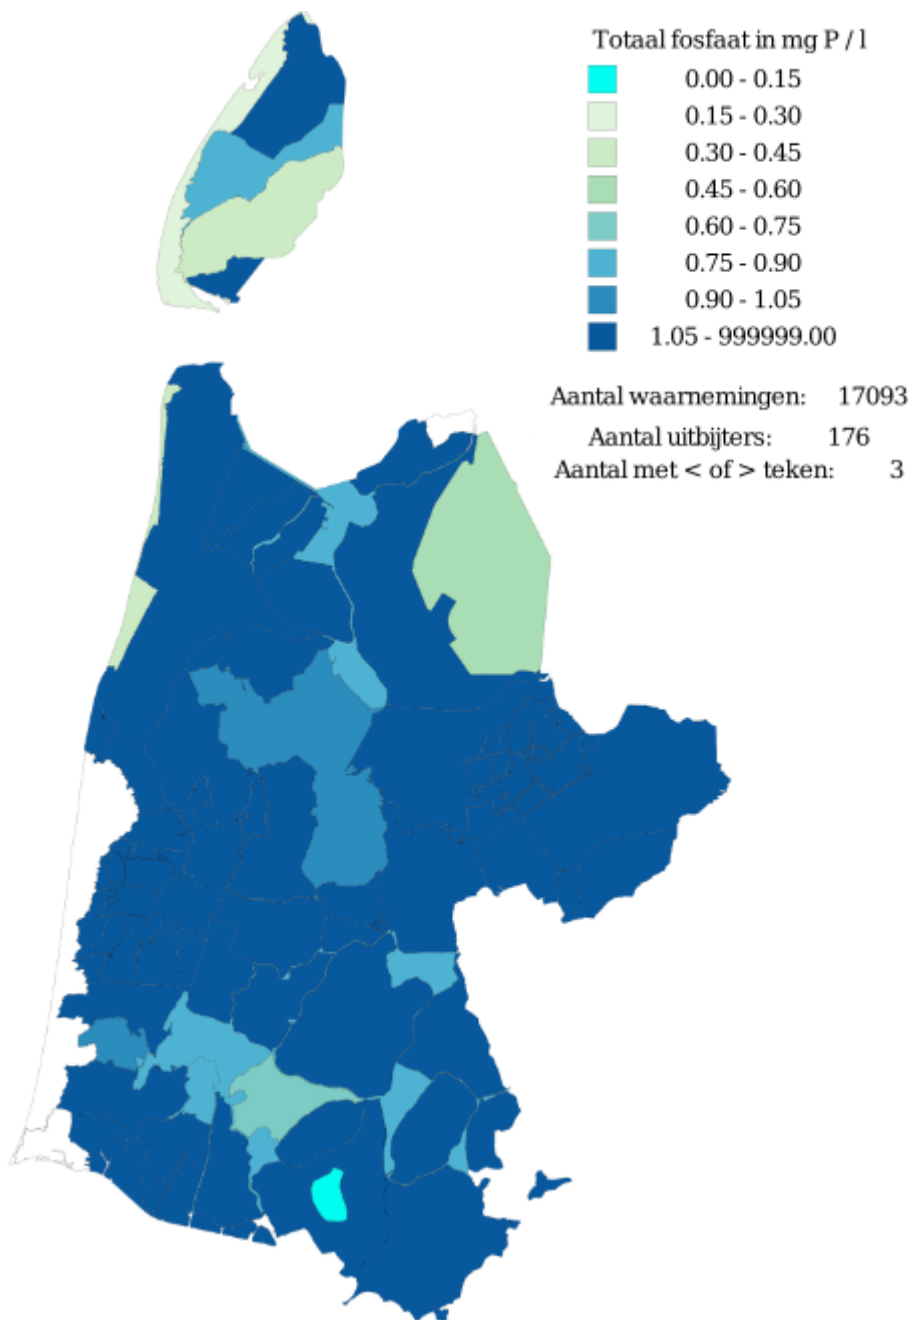 Totaal fosfaat in mg P / l
0.00 - 0.15
0.15 - 0.30
0.30 - 0.45
0.45 - 0.60
0.60 - 0.75
0.75 - 0.90
0.90 - 1.05
1.05 - 999999.00
Aantal waarnemingen: 17093
Aantal uitbijters: 176
Aantal met < of > teken: 3